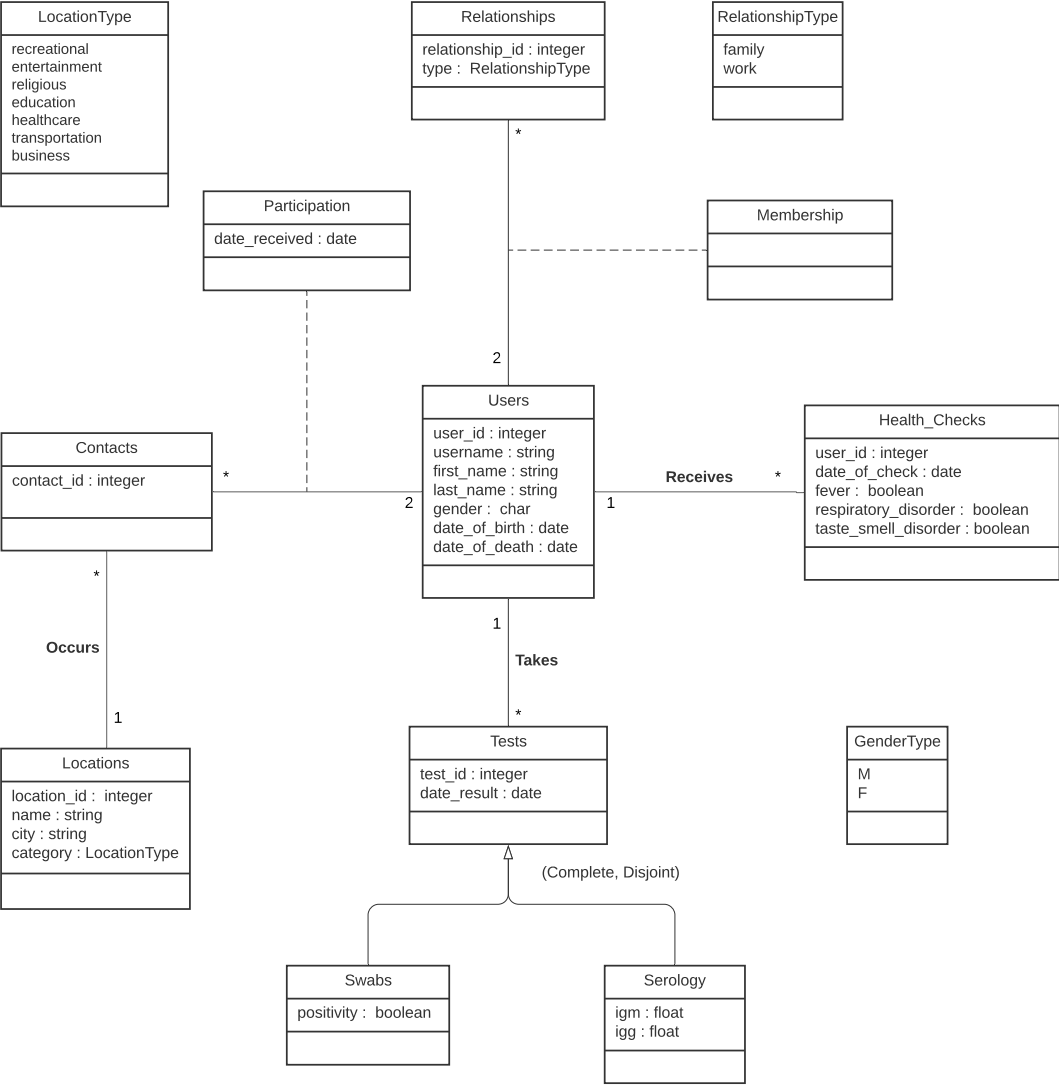 LocationType
recreational
entertainment
religious
education
healthcare
transportation
business
Relationships
relationship_id : integer
type : RelationshipType
RelationshipType
family
work
*
Participation
date_received : date
Membership
2
Users
user_id : integer
username : string
first_name : string
last_name : string
gender : char
date_of_birth : date
date_of_death : date
Health_Checks
user_id : integer
date_of_check : date
fever : boolean
respiratory_disorder : boolean
taste_smell_disorder : boolean
Contacts
contact_id : integer
*
2
1
Receives
*
*
Occurs
1
1
Takes
*
Locations
location_id : integer
name : string
city : string
category : LocationType
Tests
test_id : integer
date_result : date
GenderType
M
F
(Complete, Disjoint)
Swabs
positivity : boolean
Serology
igm : float
igg : float